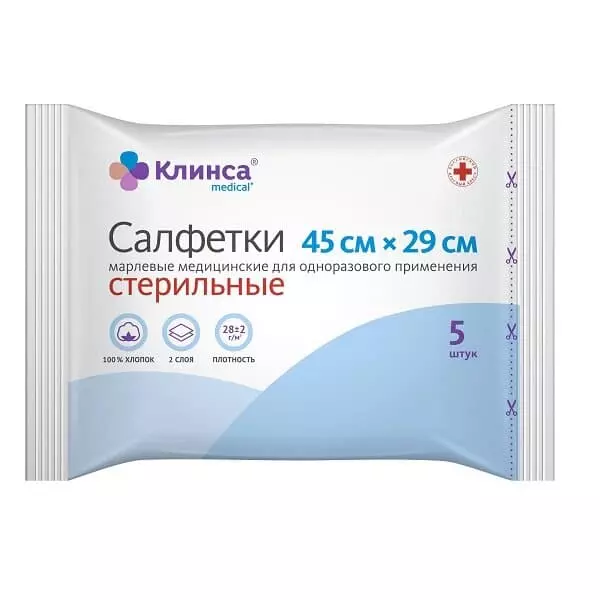 Клинса®
medical+
Салфетки 45 см × 29 см
марлевые медицинские для одноразового применения
стерильные
28±2
г/м²
100% ХЛОПОК 2 СЛОЯ ПЛОТНОСТЬ
5
штук